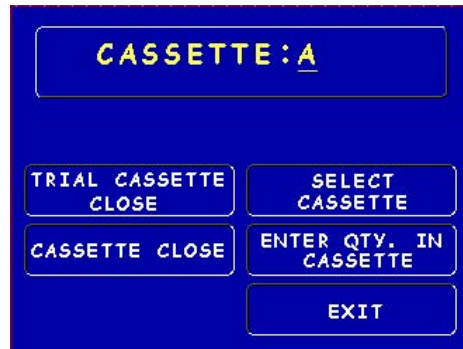 CASSETTE:A
TRIAL CASSETTE
CLOSE
SELECT
CASSETTE
CASSETTE CLOSE
ENTER QTY. IN
CASSETTE
EXIT